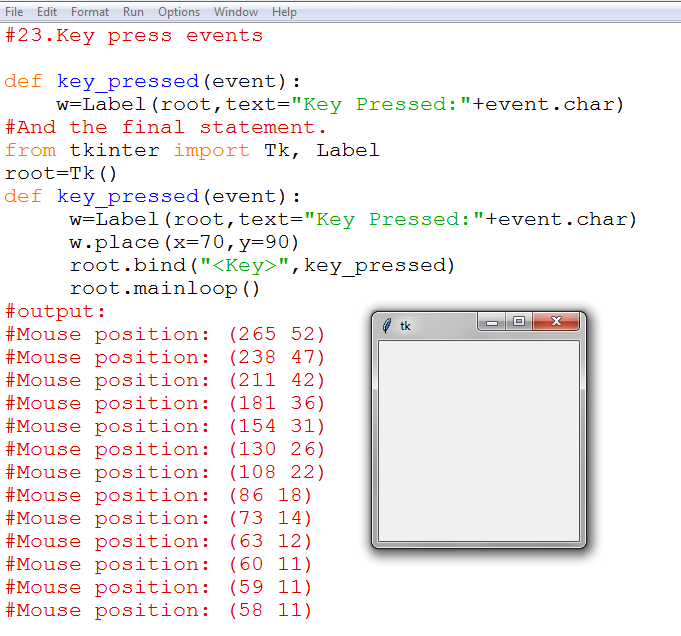 File Edit Format Run Options Window Help
#23.Key press events
def key_pressed(event):
    w=Label(root,text="Key Pressed:"+event.char)
#And the final statement.
from tkinter import Tk, Label
root=Tk()
def key_pressed(event):
     w=Label(root,text="Key Pressed:"+event.char)
     w.place(x=70,y=90)
     root.bind("<Key>",key_pressed)
     root.mainloop()
#output:
#Mouse position: (265 52)
#Mouse position: (238 47)
#Mouse position: (211 42)
#Mouse position: (181 36)
#Mouse position: (154 31)
#Mouse position: (130 26)
#Mouse position: (108 22)
#Mouse position: (86 18)
#Mouse position: (73 14)
#Mouse position: (63 12)
#Mouse position: (60 11)
#Mouse position: (59 11)
#Mouse position: (58 11)
tk